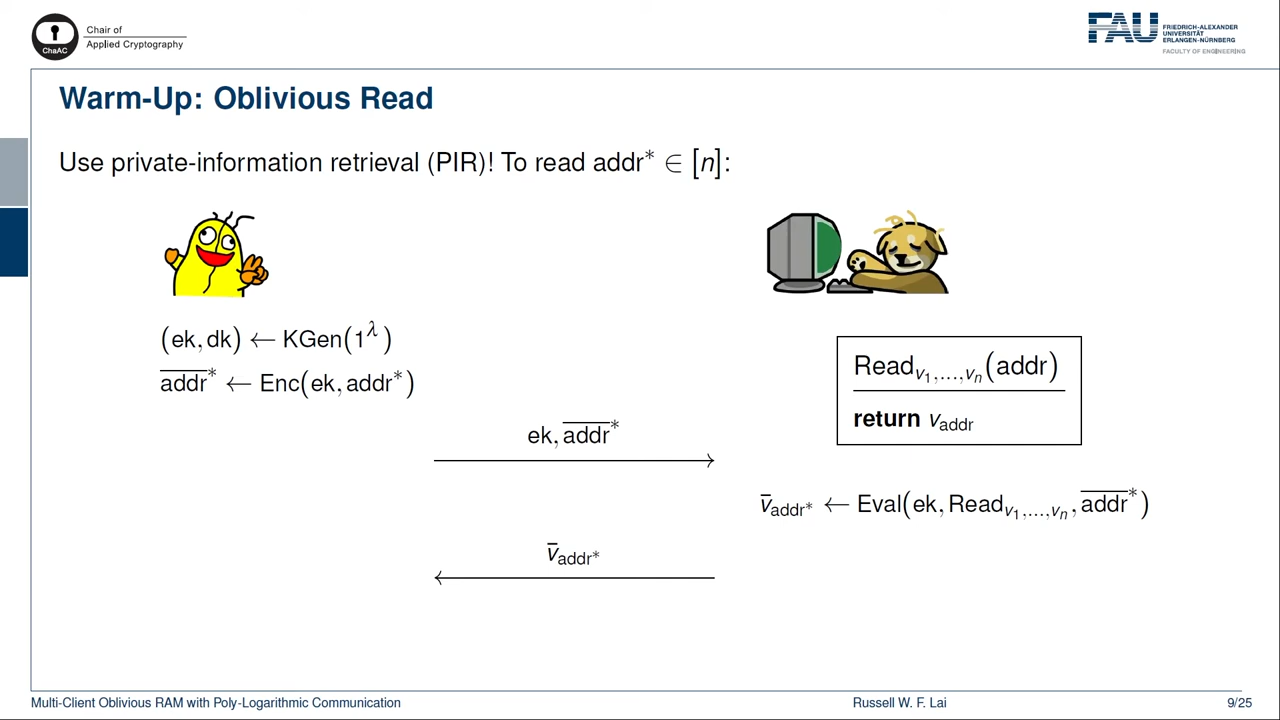 Chair of
Applied Cryptography
ChaAC
FAU
FRIEDRICH-ALEXANDER
UNIVERSITÄT
ERLANGEN-NÜRNBERG
FACULTY OF ENGINEERING
Warm-Up: Oblivious Read
Use private-information retrieval (PIR)! To read addr* ∈ [n]:
(ek, dk) ← KGen(1^λ)
a̅d̅d̅r̅* ← Enc(ek, addr*)
Read_{v₁,...,vₙ}(addr)
return v_addr
ek, a̅d̅d̅r̅*
v̄_{addr*} ← Eval(ek, Read_{v₁,...,vₙ}, a̅d̅d̅r̅*)
v̄_{addr*}
Multi-Client Oblivious RAM with Poly-Logarithmic Communication
Russell W. F. Lai
9/25